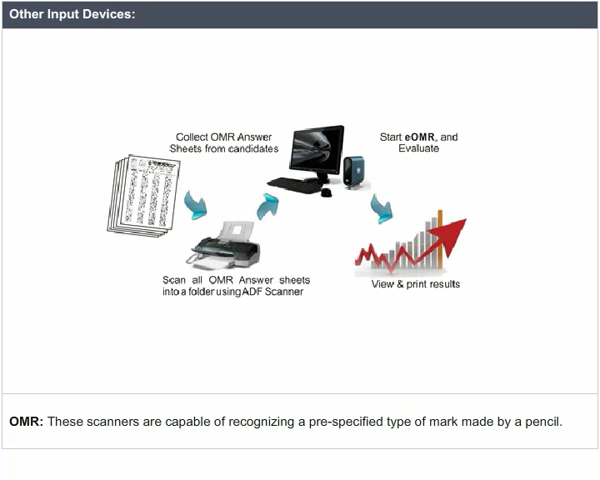 Other Input Devices:
Collect OMR Answer
Sheets from candidates
Start eOMR, and
Evaluate
Scan all OMR Answer sheets
into a folder using ADF Scanner
View & print results
OMR: These scanners are capable of recognizing a pre-specified type of mark made by a pencil.